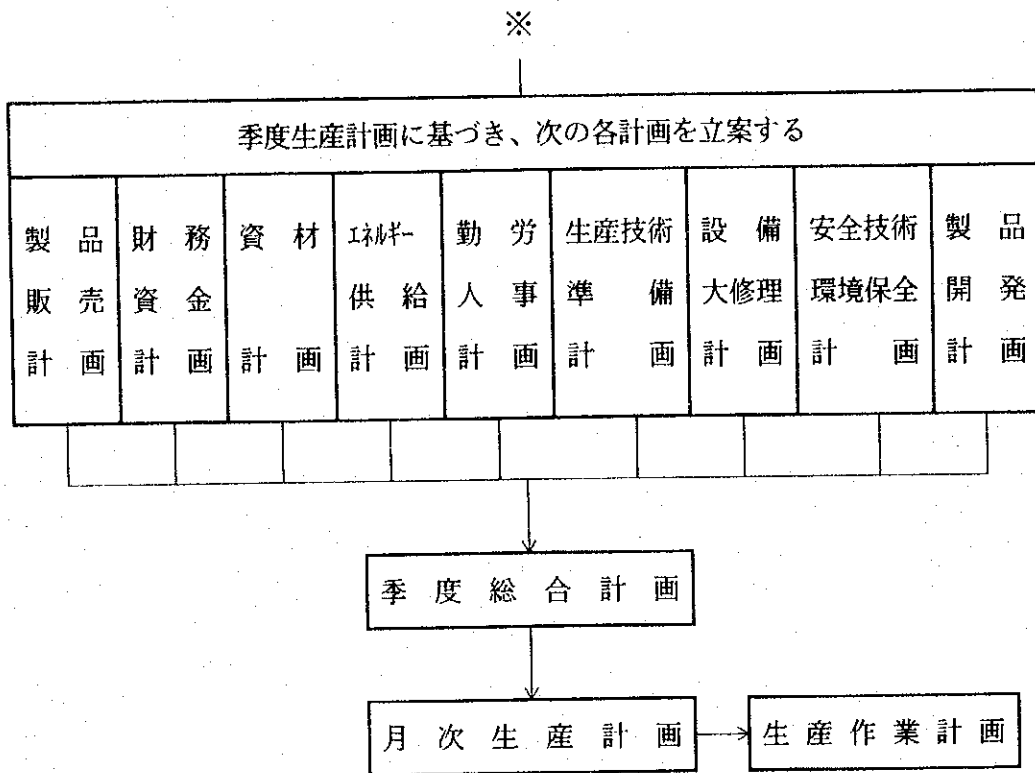 ※
季度生産計画に基づき、次の各計画を立案する
製品
販売
計画
財務
資金
計画
資材
計画
エネルギー
供給
計画
勤労
人事
計画
生産技術
準備
計画
設備
大修理
計画
安全技術
環境保全
計画
製品
開発
計画
季度総合計画
月次生産計画
生産作業計画